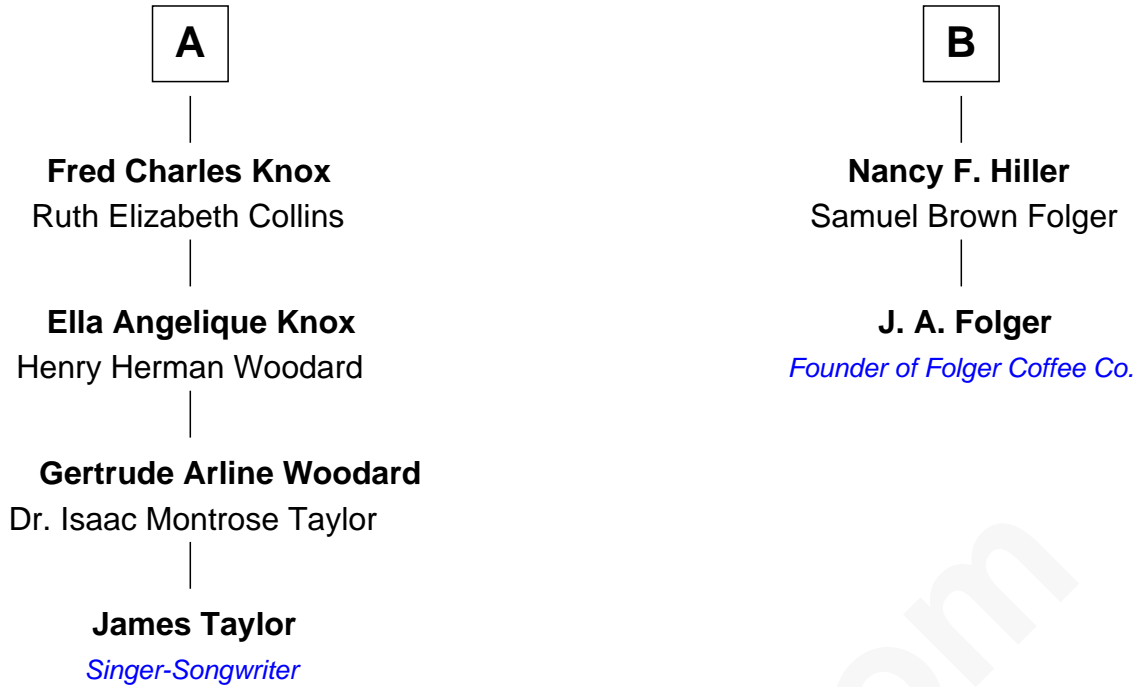 A
Fred Charles Knox
Ruth Elizabeth Collins
Ella Angelique Knox
Henry Herman Woodard
Gertrude Arline Woodard
Dr. Isaac Montrose Taylor
James Taylor
Singer-Songwriter
B
Nancy F. Hiller
Samuel Brown Folger
J. A. Folger
Founder of Folger Coffee Co.
om